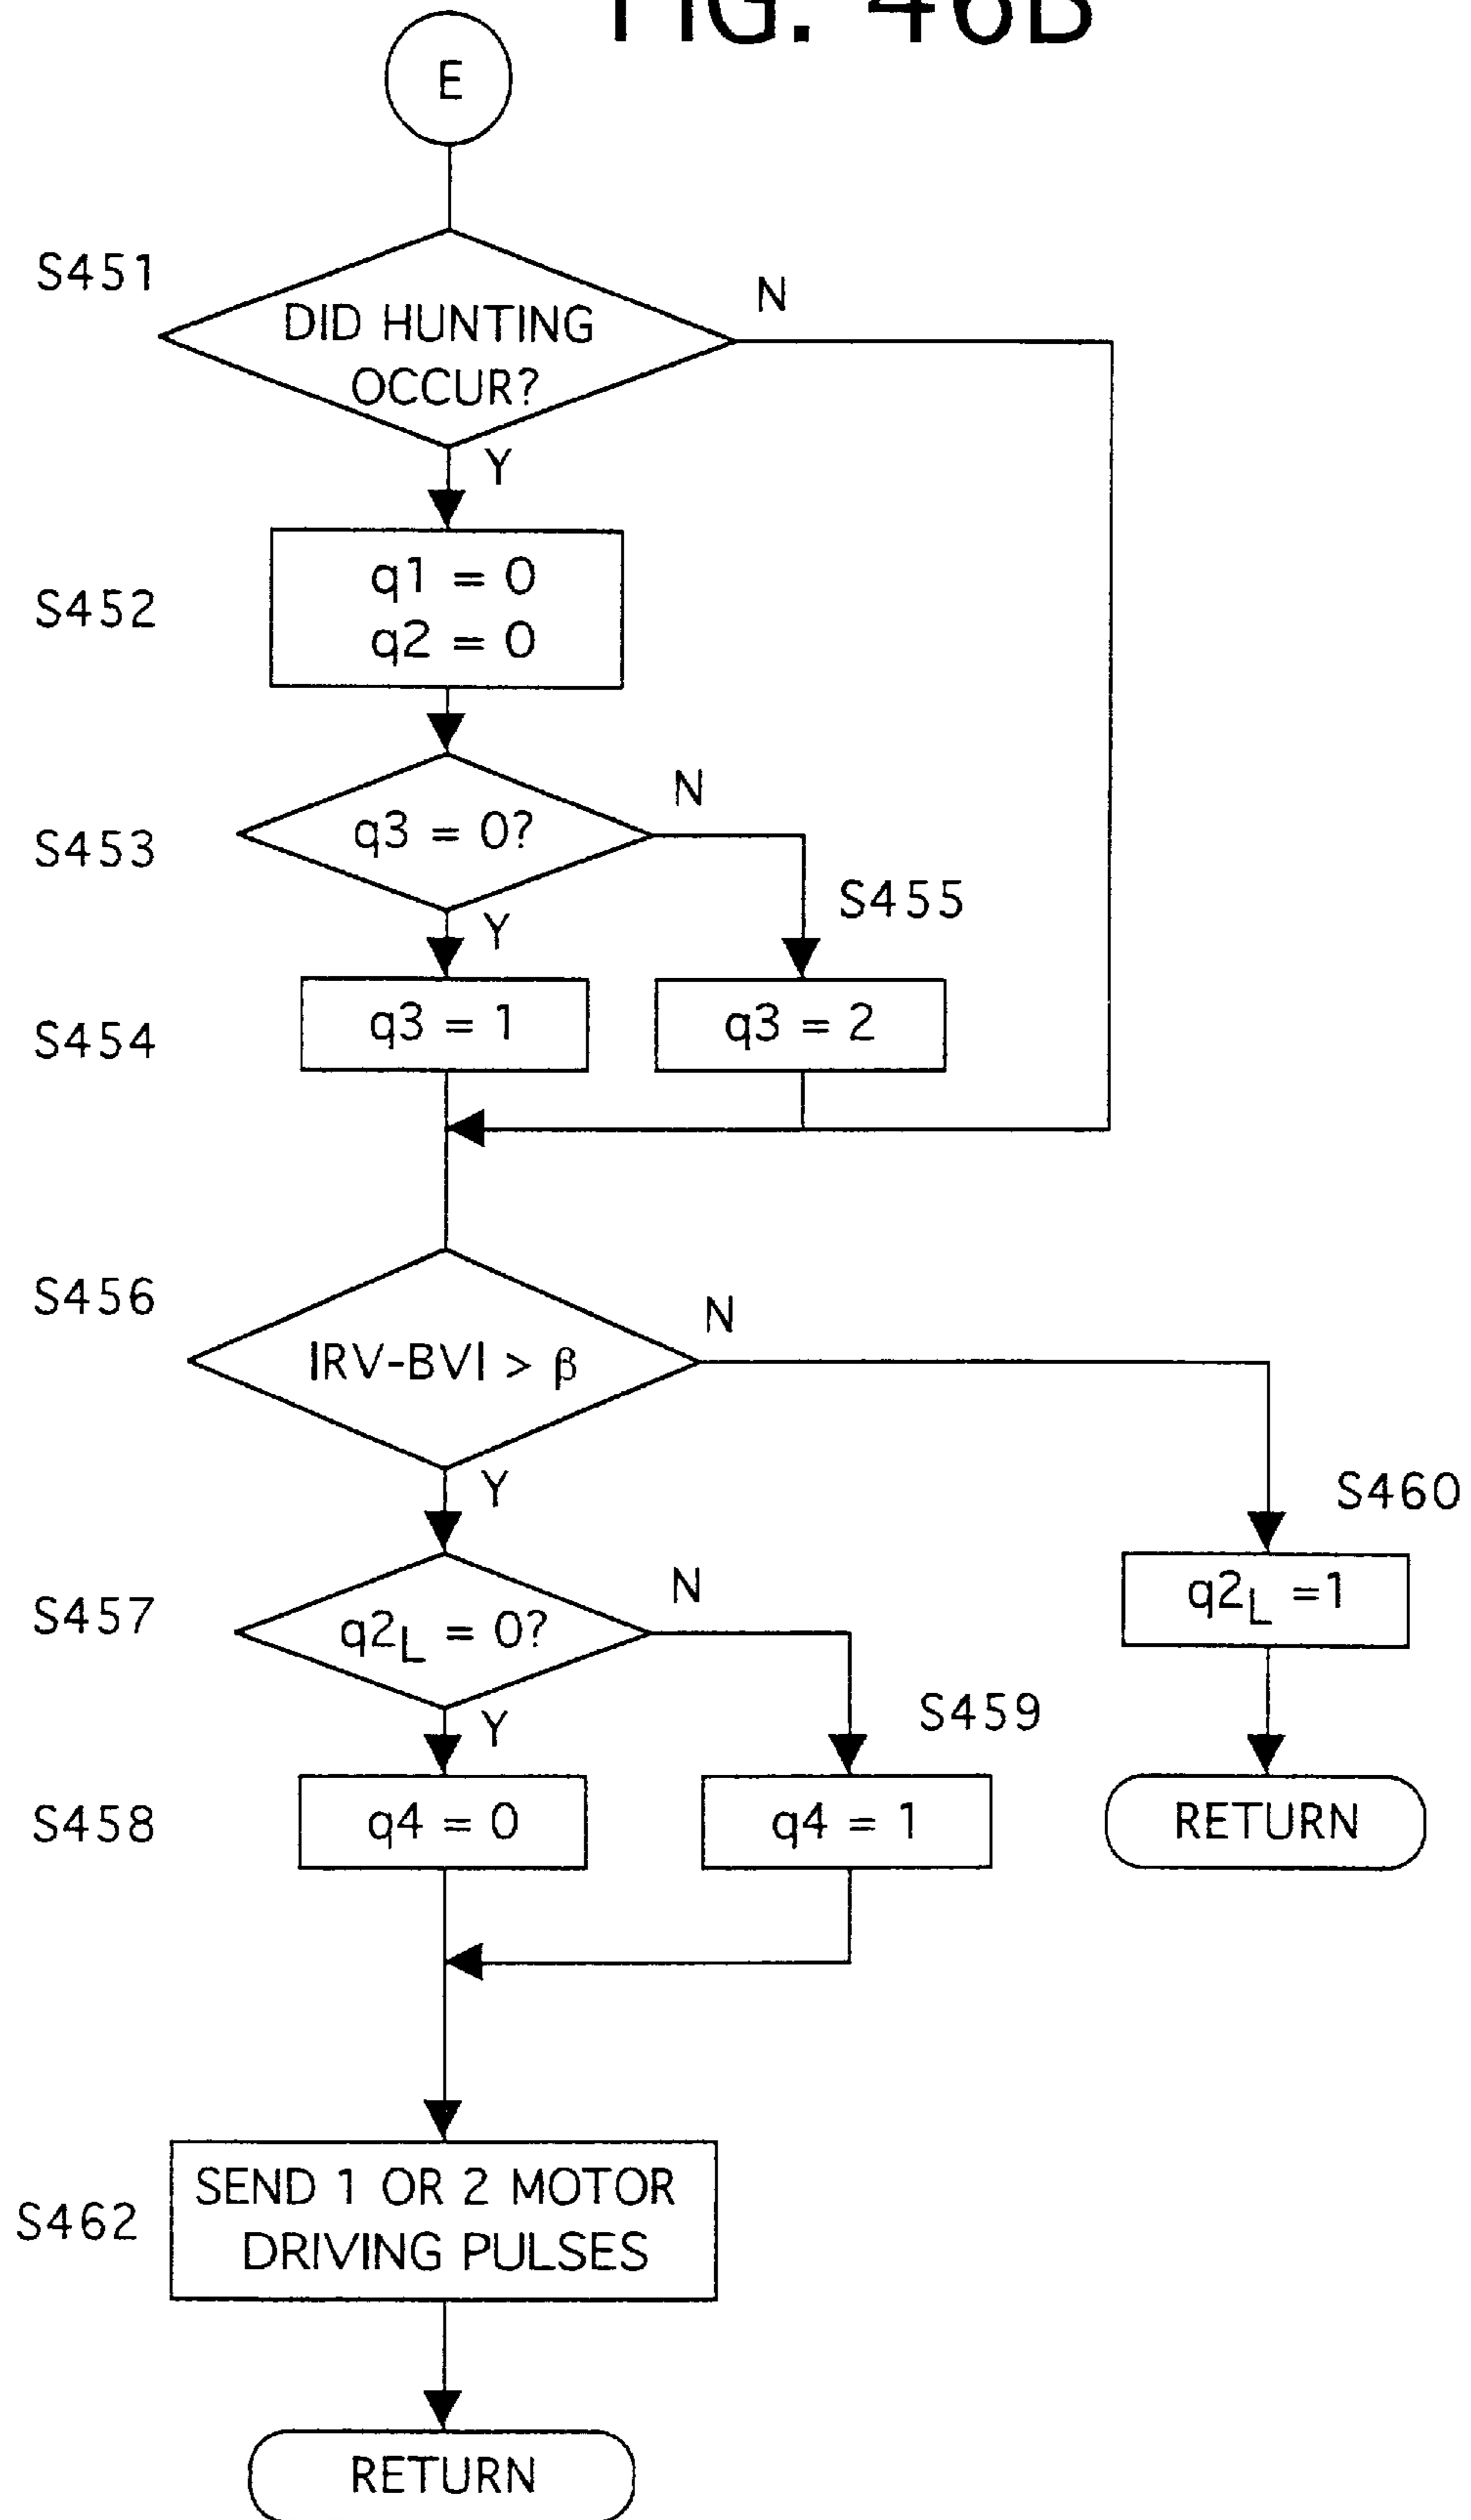 FIG. 46B
E
S451
DID HUNTING
OCCUR?
N
Y
S452
q1 = 0
q2 = 0
S453
q3 = 0?
N
Y
S455
S454
q3 = 1
q3 = 2
S456
|RV-BV| > β
N
Y
S460
S457
q2L = 0?
N
q2L =1
Y
S459
S458
q4 = 0
q4 = 1
RETURN
S462
SEND 1 OR 2 MOTOR
DRIVING PULSES
RETURN